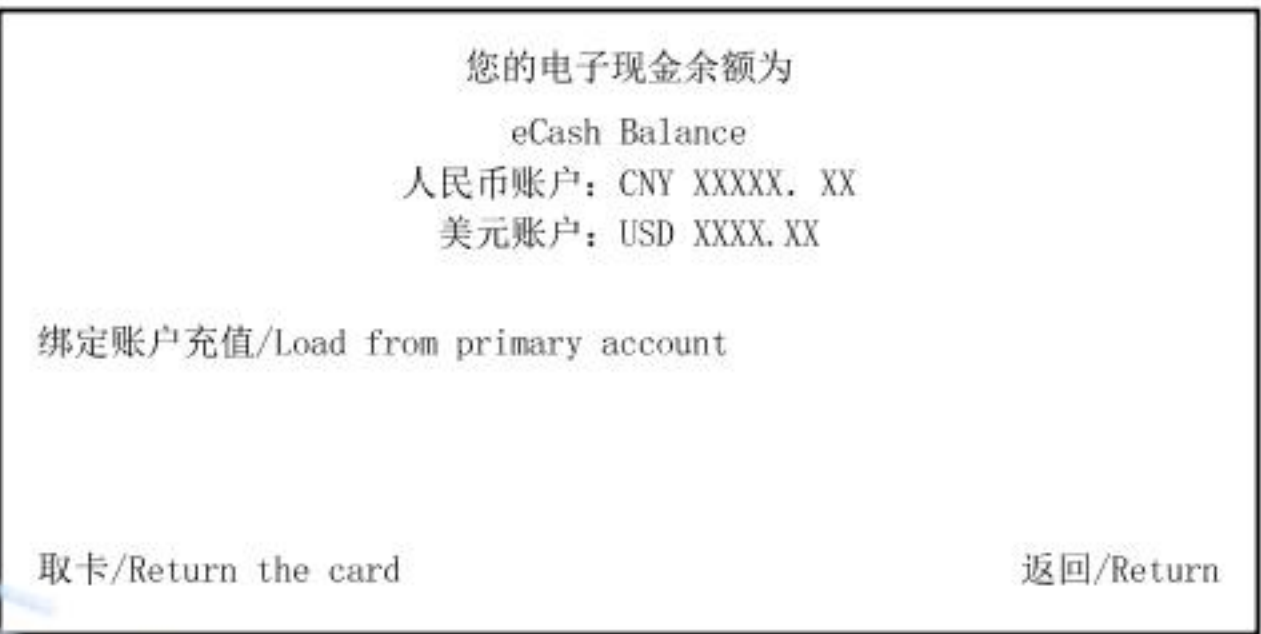 您的电子现金余额为
eCash Balance
人民币账户：CNY XXXXX. XX
美元账户：USD XXXX.XX
绑定账户充值/Load from primary account
取卡/Return the card
返回/Return